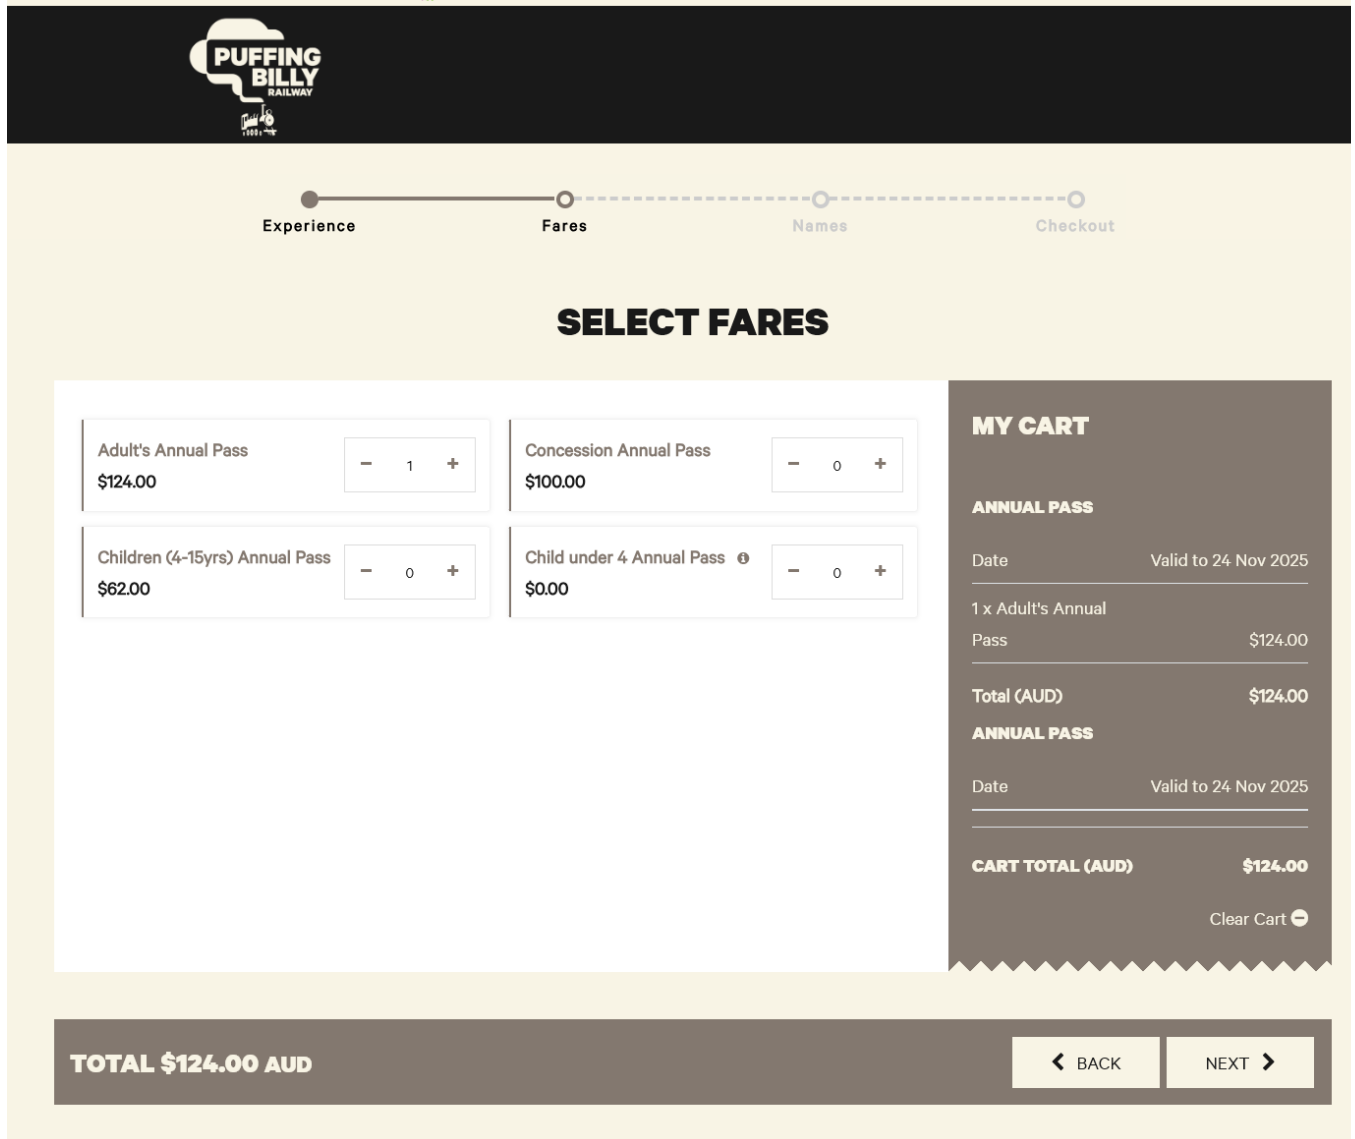 PUFFING
BILLY
RAILWAY
Experience
Fares
Names
Checkout
SELECT FARES
Adult's Annual Pass
$124.00
− 1 +
Concession Annual Pass
$100.00
− 0 +
Children (4-15yrs) Annual Pass
$62.00
− 0 +
Child under 4 Annual Pass
$0.00
− 0 +
MY CART
ANNUAL PASS
Date Valid to 24 Nov 2025
1 x Adult's Annual
Pass $124.00
Total (AUD) $124.00
ANNUAL PASS
Date Valid to 24 Nov 2025
CART TOTAL (AUD) $124.00
Clear Cart
TOTAL $124.00 AUD
BACK
NEXT